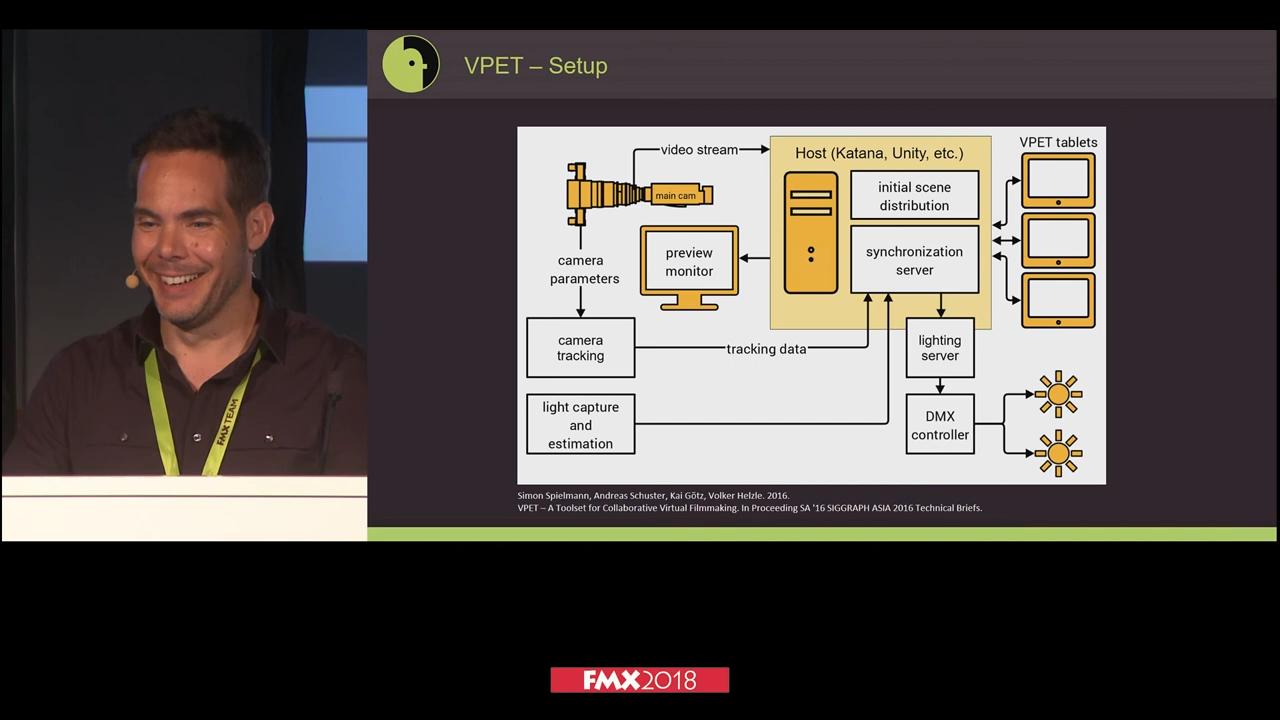 VPET – Setup
video stream
Host (Katana, Unity, etc.)
VPET tablets
main cam
initial scene
distribution
camera
parameters
preview
monitor
synchronization
server
camera
tracking
tracking data
lighting
server
light capture
and
estimation
DMX
controller
Simon Spielmann, Andreas Schuster, Kai Götz, Volker Helzle. 2016.
VPET – A Toolset for Collaborative Virtual Filmmaking. In Proceeding SA '16 SIGGRAPH ASIA 2016 Technical Briefs.
FMX TEAM
FMX2018